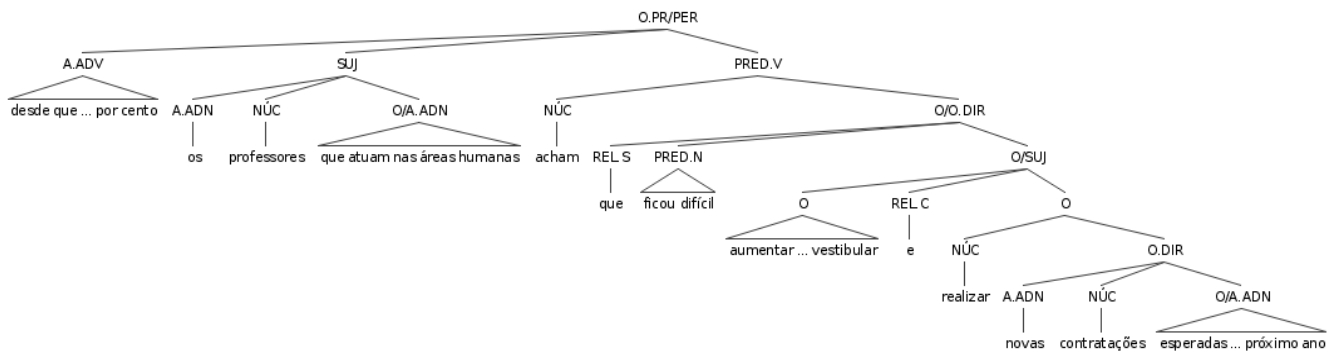 O.PR/PER
A.ADV SUJ PRED.V
desde que ... por cento A.ADN NÚC O/A.ADN NÚC O/O.DIR
os professores que atuam nas áreas humanas acham REL.S PRED.N O/SUJ
que ficou difícil O REL.C O
aumentar ... vestibular e NÚC O.DIR
realizar A.ADN NÚC O/A.ADN
novas contratações esperadas ... próximo ano